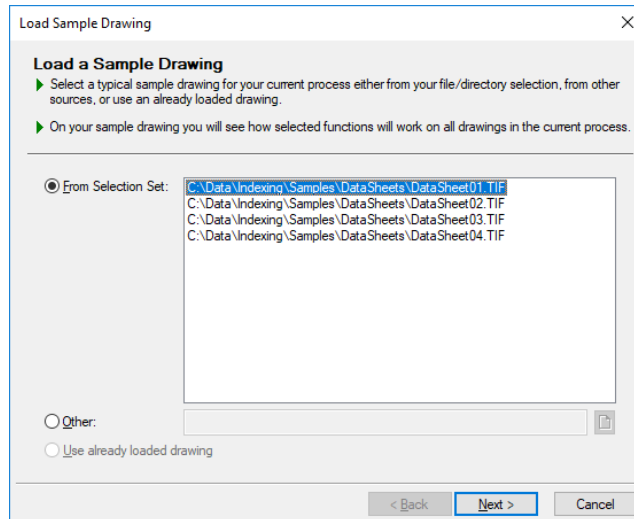 Load Sample Drawing
Load a Sample Drawing
Select a typical sample drawing for your current process either from your file/directory selection, from other
sources, or use an already loaded drawing.
On your sample drawing you will see how selected functions will work on all drawings in the current process.
From Selection Set:
C:\Data\Indexing\Samples\DataSheets\DataSheet01.TIF
C:\Data\Indexing\Samples\DataSheets\DataSheet02.TIF
C:\Data\Indexing\Samples\DataSheets\DataSheet03.TIF
C:\Data\Indexing\Samples\DataSheets\DataSheet04.TIF
Other:
Use already loaded drawing
< Back Next > Cancel